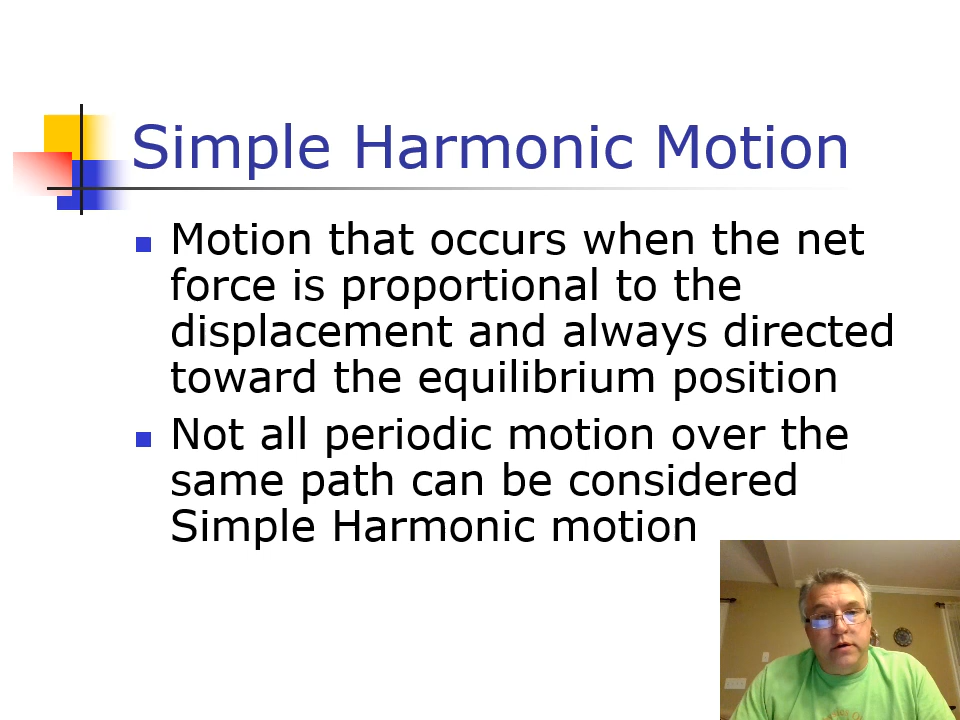 Simple Harmonic Motion
Motion that occurs when the net
force is proportional to the
displacement and always directed
toward the equilibrium position
Not all periodic motion over the
same path can be considered
Simple Harmonic motion